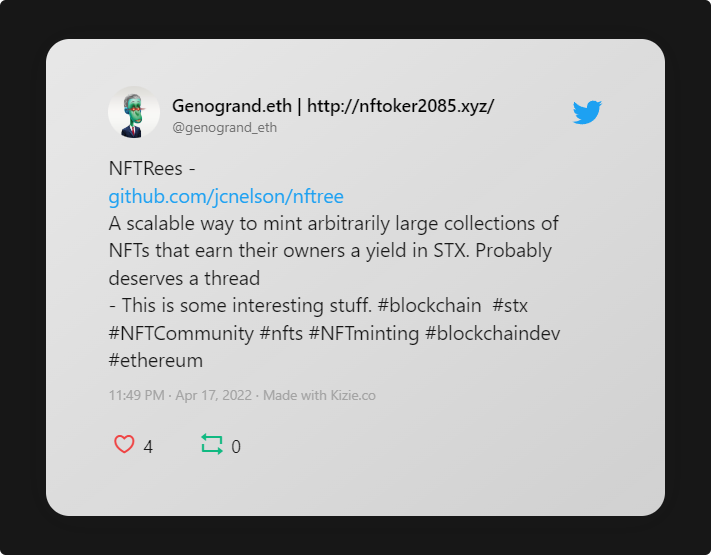 Genogrand.eth | http://nftoker2085.xyz/
@genogrand_eth
NFTRees -
github.com/jcnelson/nftree
A scalable way to mint arbitrarily large collections of
NFTs that earn their owners a yield in STX. Probably
deserves a thread
- This is some interesting stuff. #blockchain  #stx
#NFTCommunity #nfts #NFTminting #blockchaindev
#ethereum
11:49 PM · Apr 17, 2022 · Made with Kizie.co
4 0